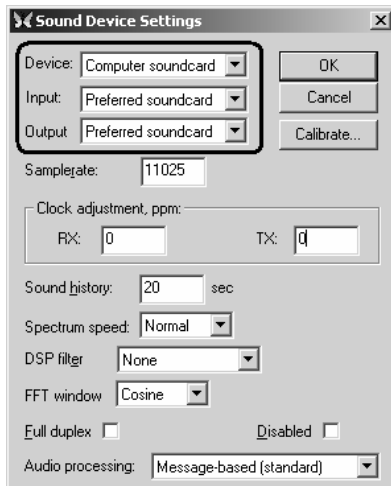 Sound Device Settings
Device: Computer soundcard
OK
Input: Preferred soundcard
Cancel
Output Preferred soundcard
Calibrate...
Samplerate: 11025
Clock adjustment, ppm:
RX: 0 TX: 0
Sound history: 20 sec
Spectrum speed: Normal
DSP filter None
FFT window Cosine
Full duplex Disabled
Audio processing: Message-based (standard)